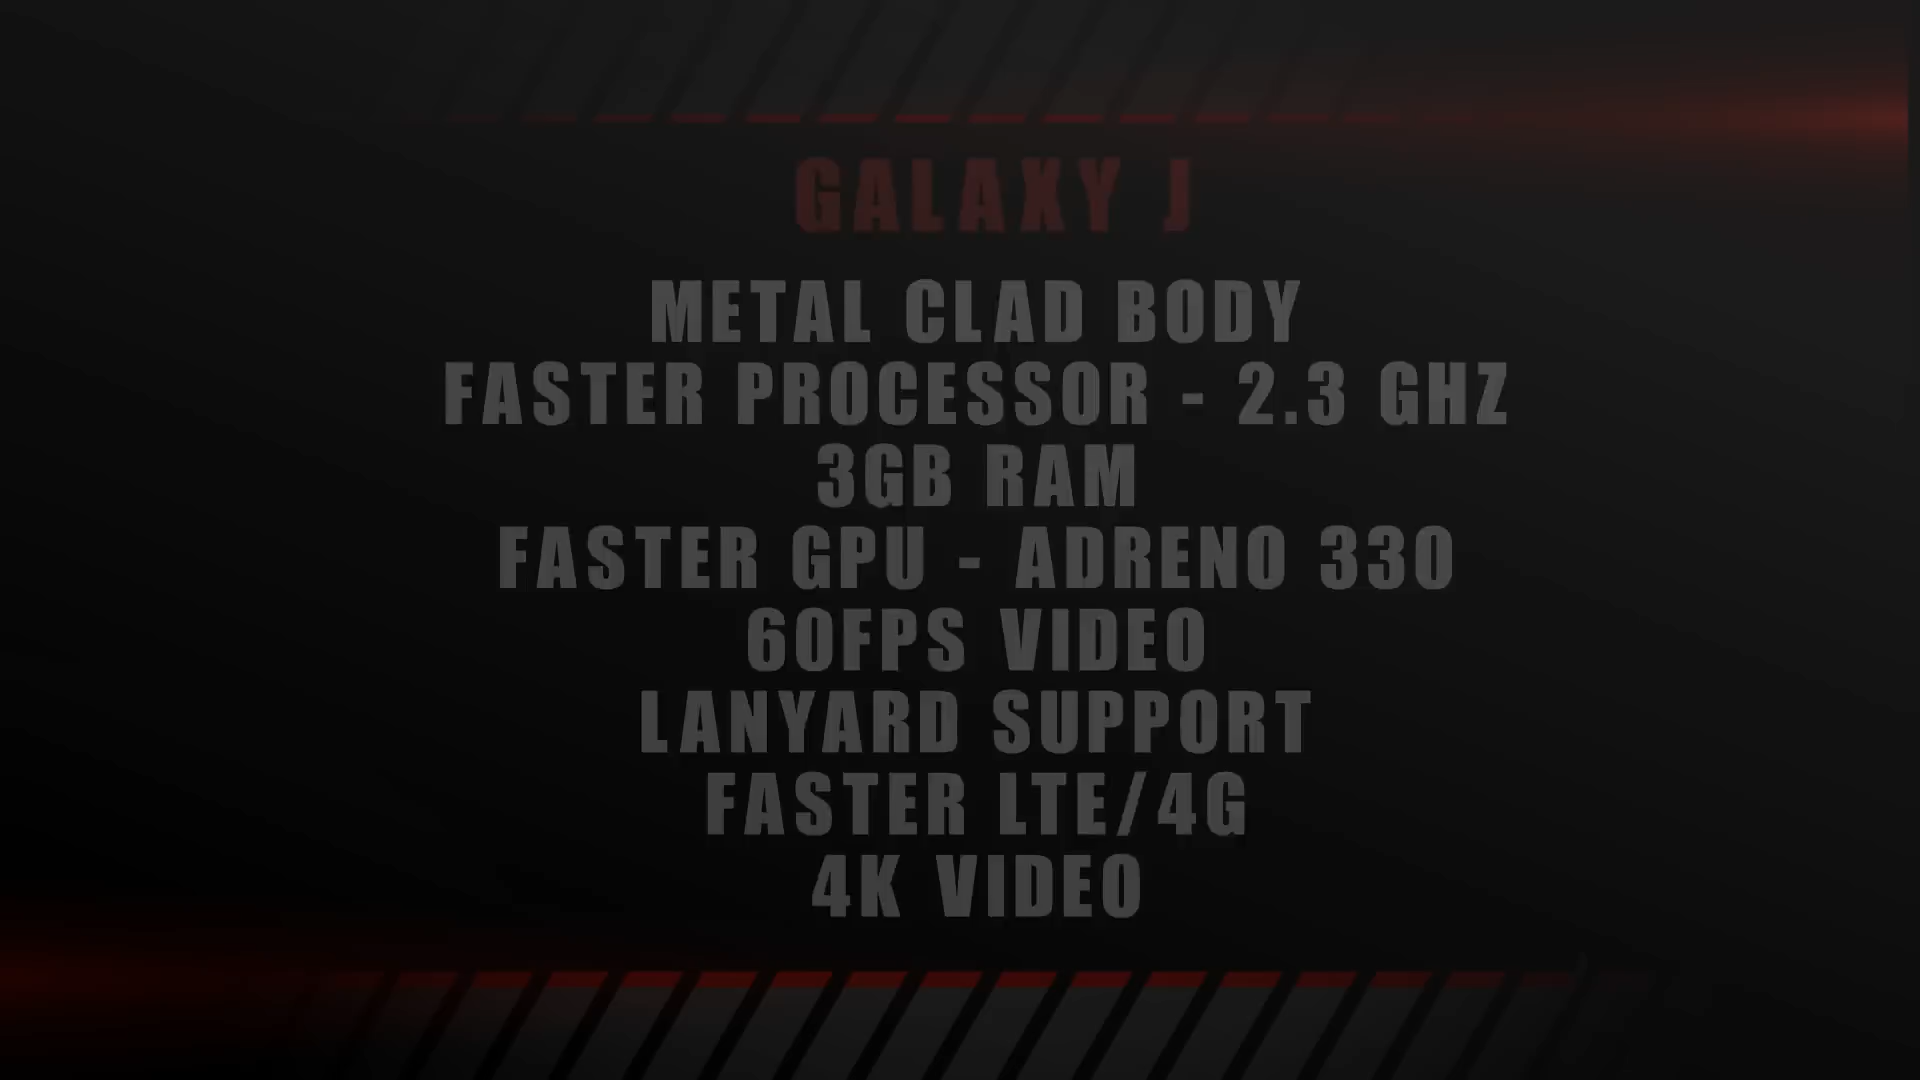 GALAXY J
METAL CLAD BODY
FASTER PROCESSOR - 2.3 GHZ
3GB RAM
FASTER GPU - ADRENO 330
60FPS VIDEO
LANYARD SUPPORT
FASTER LTE/4G
4K VIDEO